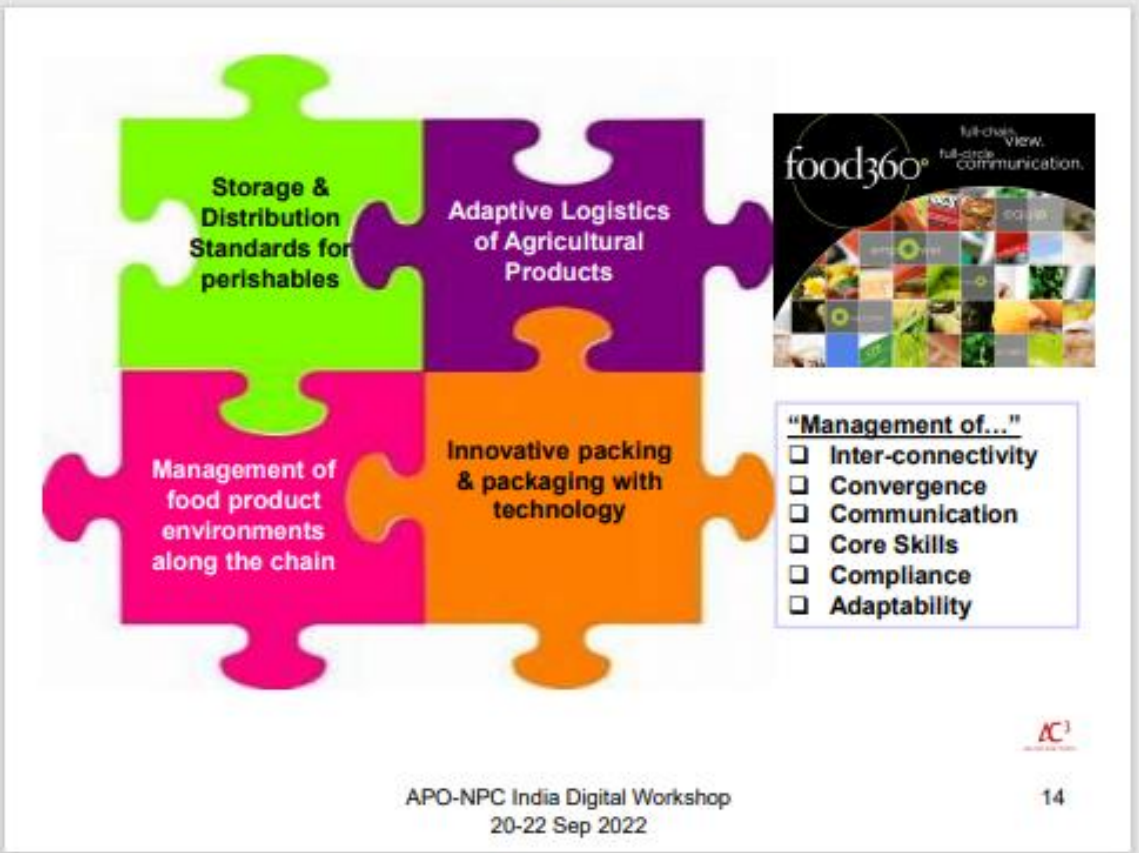 Storage &
Distribution
Standards for
perishables
Adaptive Logistics
of Agricultural
Products
Management of
food product
environments
along the chain
Innovative packing
& packaging with
technology
food360°
full-chain
view.
full-circle
communication.
equip
“Management of…”
❑ Inter-connectivity
❑ Convergence
❑ Communication
❑ Core Skills
❑ Compliance
❑ Adaptability
AC³
APO-NPC India Digital Workshop
20-22 Sep 2022
14